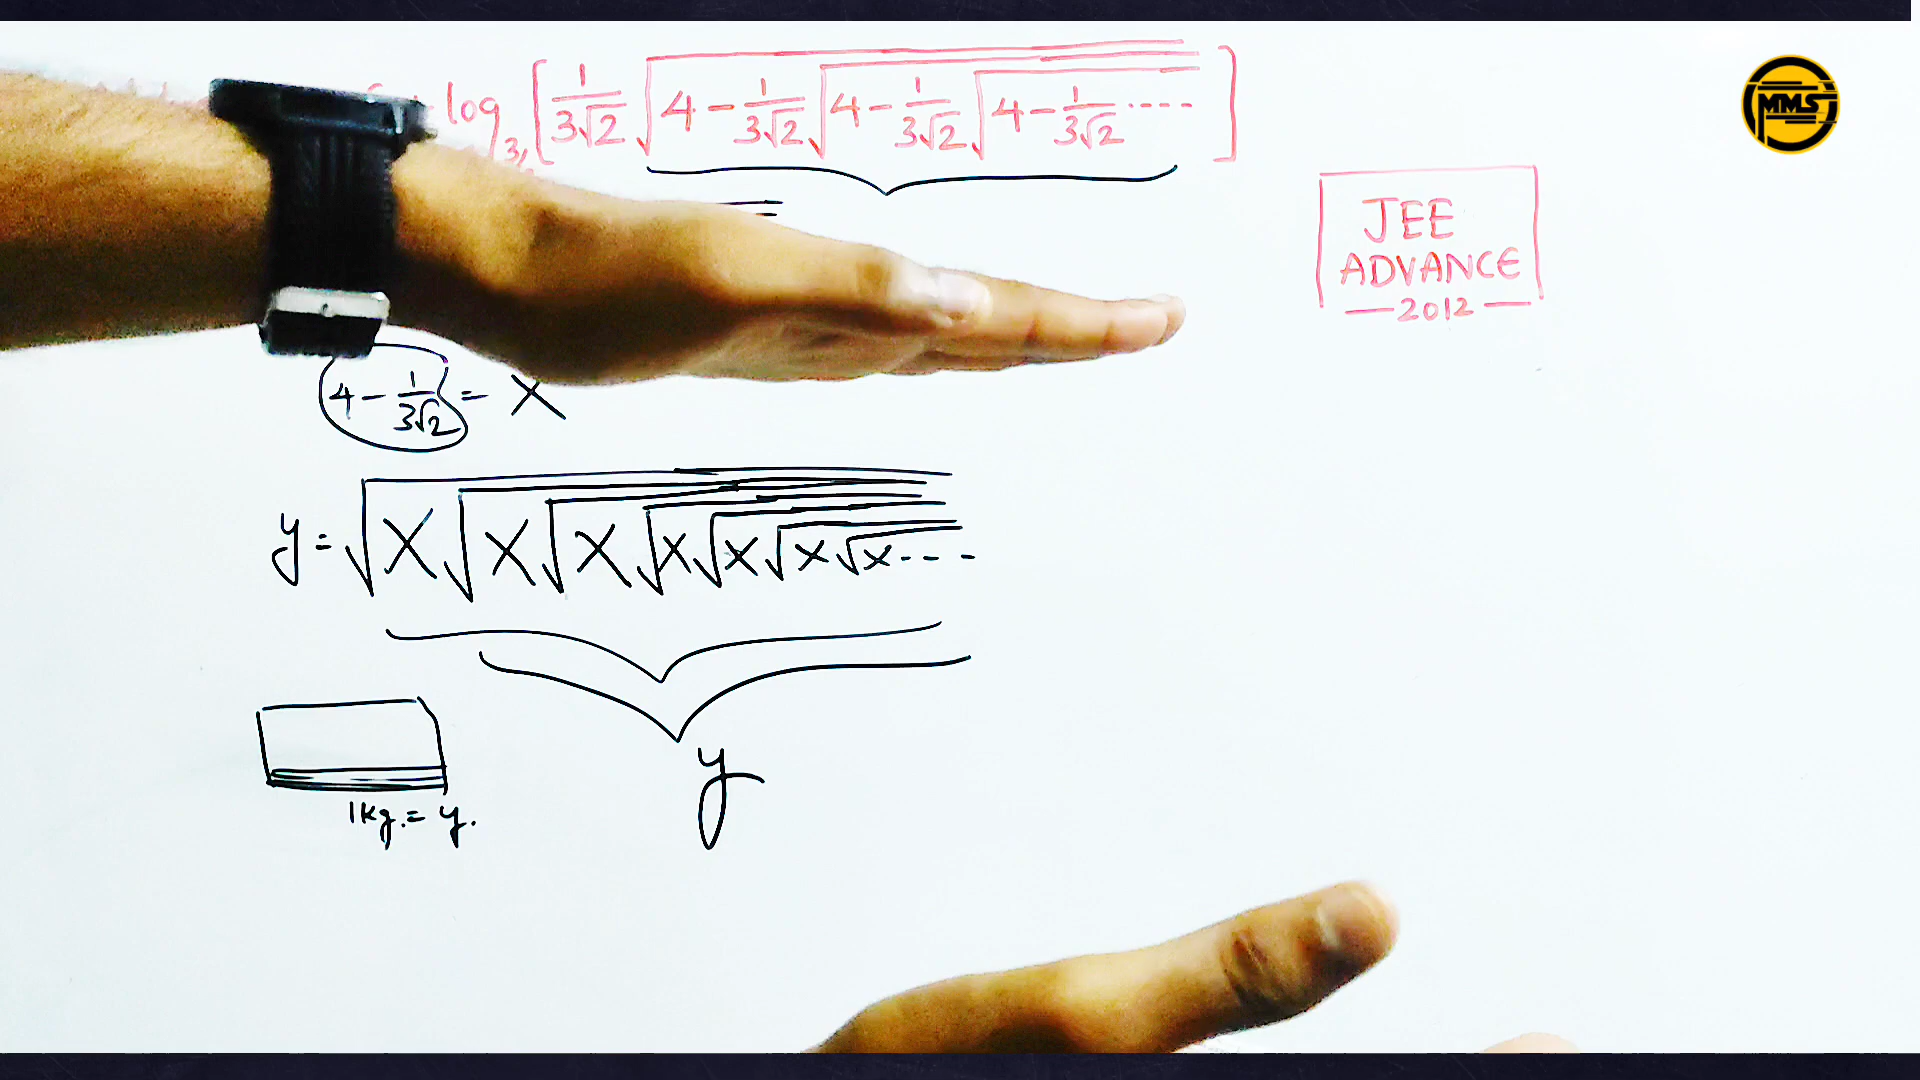 log_3/ [ 1/(3√2) √(4 - 1/(3√2) √(4 - 1/(3√2) √(4 - 1/(3√2) ----))) ]
MMS
JEE
ADVANCE
—2012—
4 - 1/(3√2) = X
y = √(X√(X√(X√(X√(X√(X√(X---)))))))
y
1kg. = y.